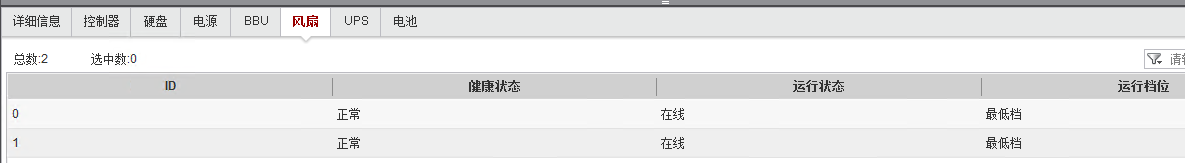 详细信息 控制器 硬盘 电源 BBU 风扇 UPS 电池
总数:2 选中数:0
ID 健康状态 运行状态 运行档位
0 正常 在线 最低档
1 正常 在线 最低档